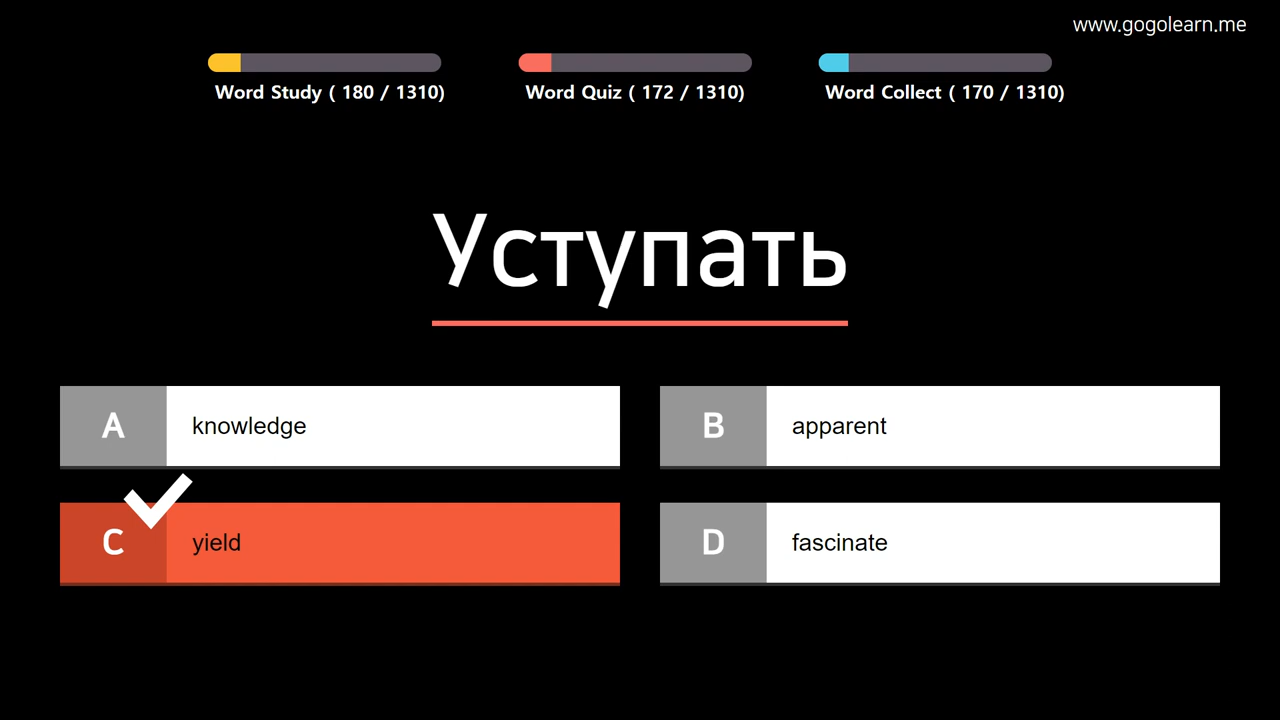 www.gogolearn.me
Word Study ( 180 / 1310)
Word Quiz ( 172 / 1310)
Word Collect ( 170 / 1310)
Уступать
A knowledge
B apparent
C yield
D fascinate